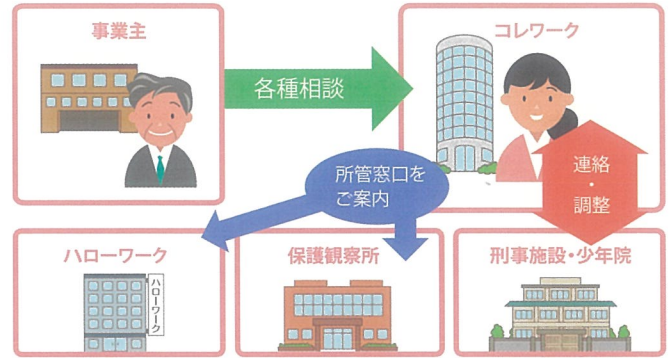 事業主
コレワーク
各種相談
所管窓口を
ご案内
連絡
・
調整
ハローワーク
ハローワーク
保護観察所
刑事施設・少年院